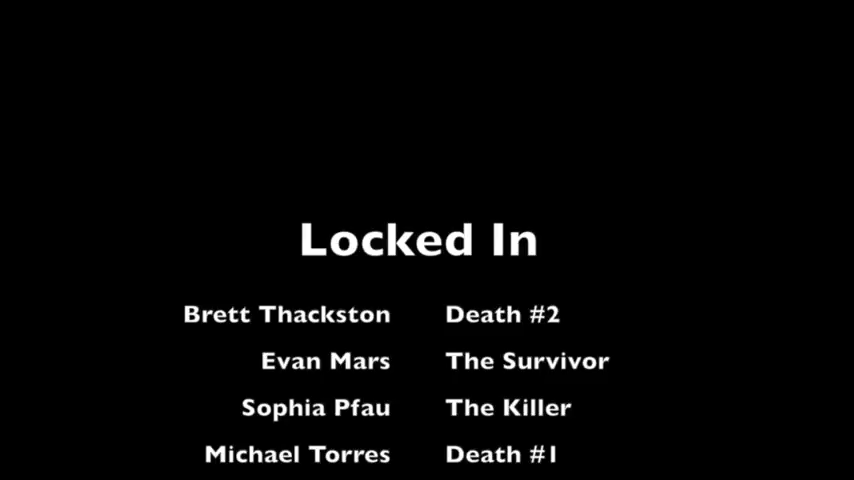 Locked In
Brett Thackston Death #2
Evan Mars The Survivor
Sophia Pfau The Killer
Michael Torres Death #1